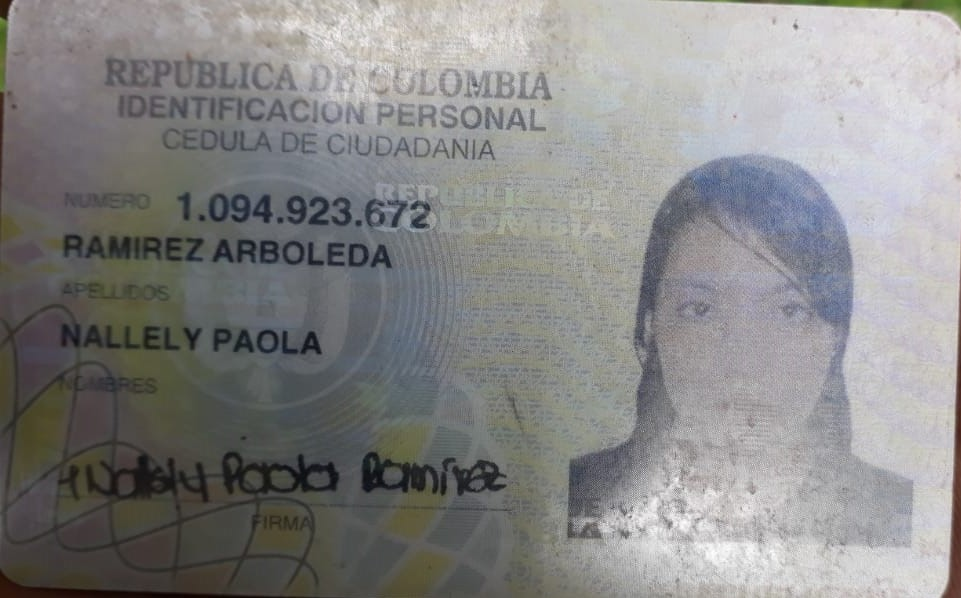 REPUBLICA DE COLOMBIA
IDENTIFICACION PERSONAL
CEDULA DE CIUDADANIA
REPUBLICA DE
COLOMBIA
NUMERO 1.094.923.672
RAMIREZ ARBOLEDA
APELLIDOS
NALLELY PAOLA
NOMBRES
Nallely Paola Ramirez
FIRMA